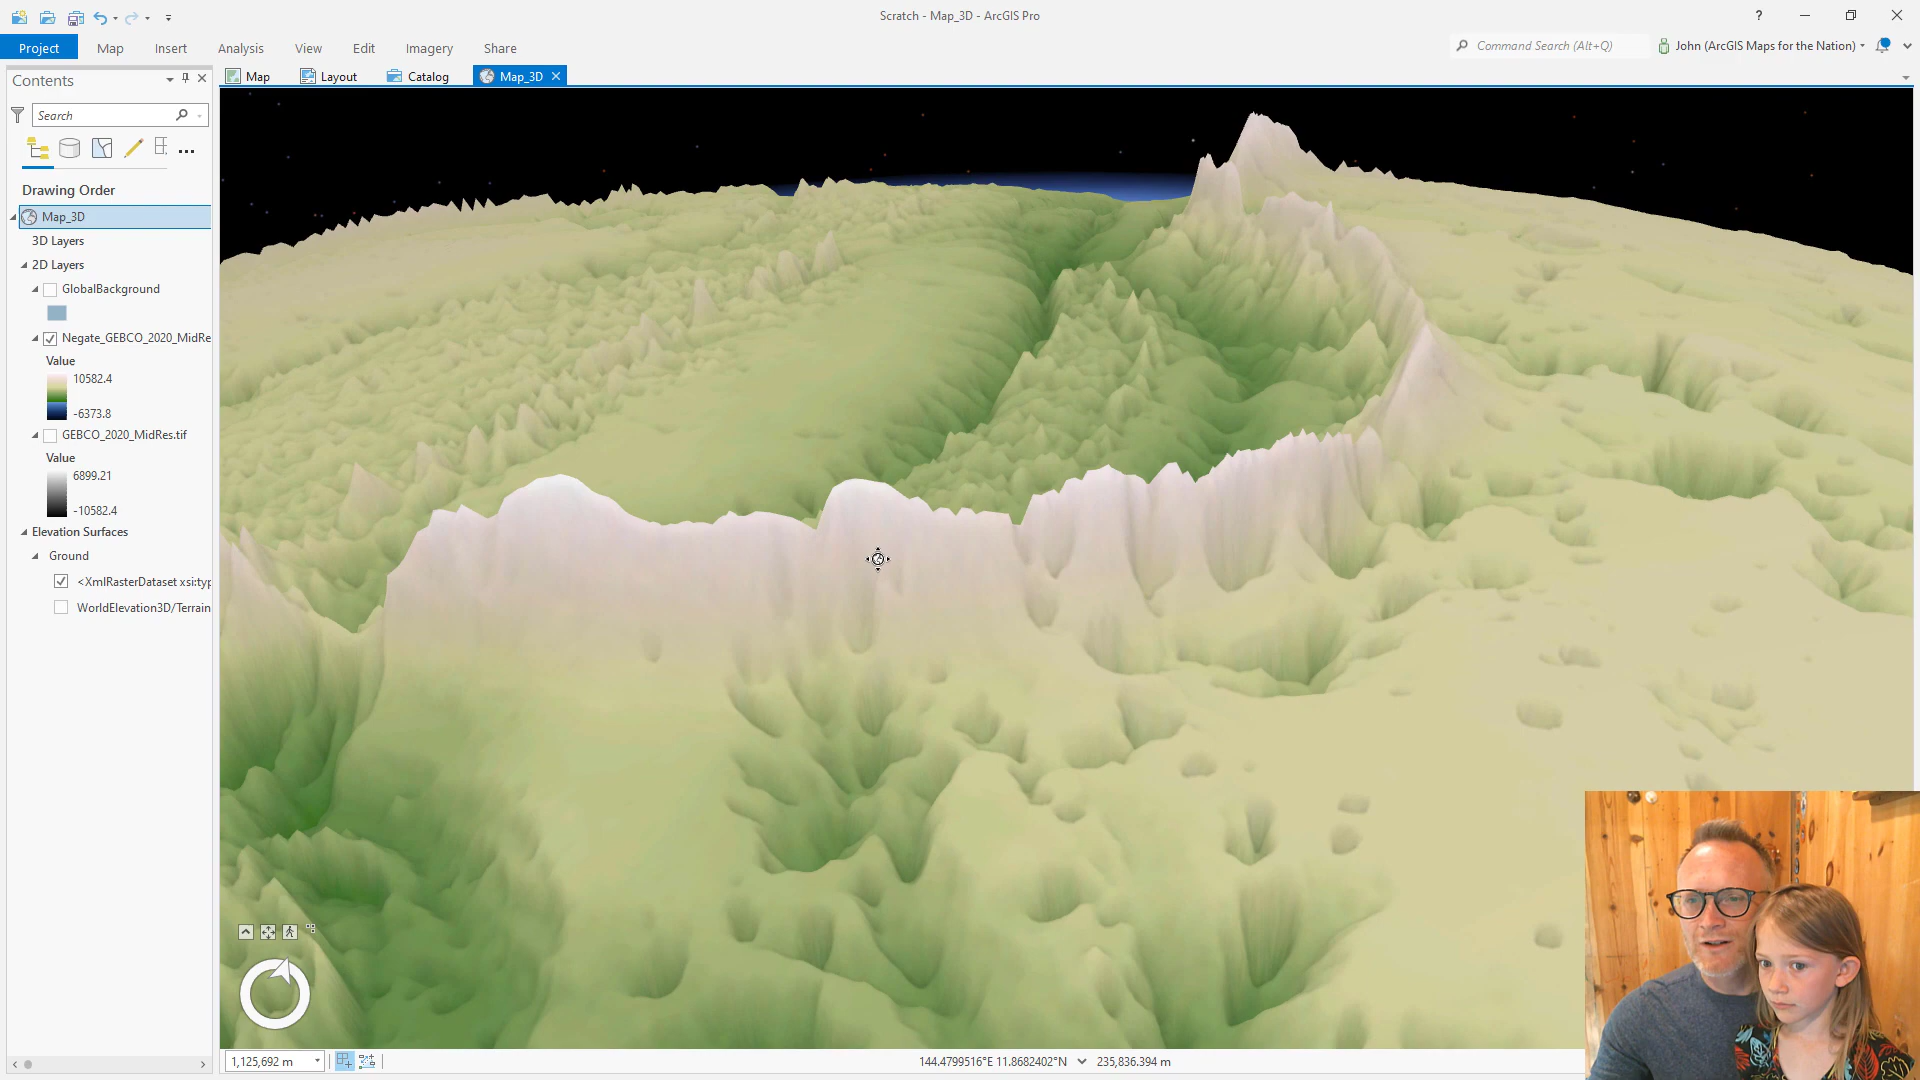 Scratch - Map_3D - ArcGIS Pro
?
Project
Map
Insert
Analysis
View
Edit
Imagery
Share
Command Search (Alt+Q)
John (ArcGIS Maps for the Nation)
Contents
Map
Layout
Catalog
Map_3D
Search
Drawing Order
Map_3D
3D Layers
2D Layers
GlobalBackground
Negate_GEBCO_2020_MidRe
Value
10582.4
-6373.8
GEBCO_2020_MidRes.tif
Value
6899.21
-10582.4
Elevation Surfaces
Ground
<XmlRasterDataset xsi:typ
WorldElevation3D/Terrain
1,125,692 m
144.4799516°E 11.8682402°N
235,836.394 m